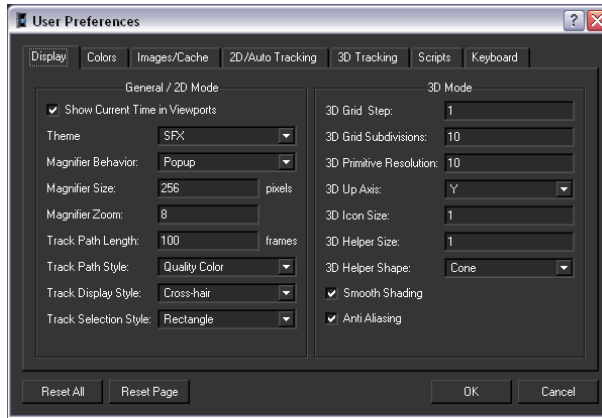 User Preferences
Display Colors Images/Cache 2D/Auto Tracking 3D Tracking Scripts Keyboard
General / 2D Mode
Show Current Time in Viewports
Theme SFX
Magnifier Behavior: Popup
Magnifier Size: 256 pixels
Magnifier Zoom: 8
Track Path Length: 100 frames
Track Path Style: Quality Color
Track Display Style: Cross-hair
Track Selection Style: Rectangle
3D Mode
3D Grid Step: 1
3D Grid Subdivisions: 10
3D Primitive Resolution: 10
3D Up Axis: Y
3D Icon Size: 1
3D Helper Size: 1
3D Helper Shape: Cone
Smooth Shading
Anti Aliasing
Reset All Reset Page OK Cancel